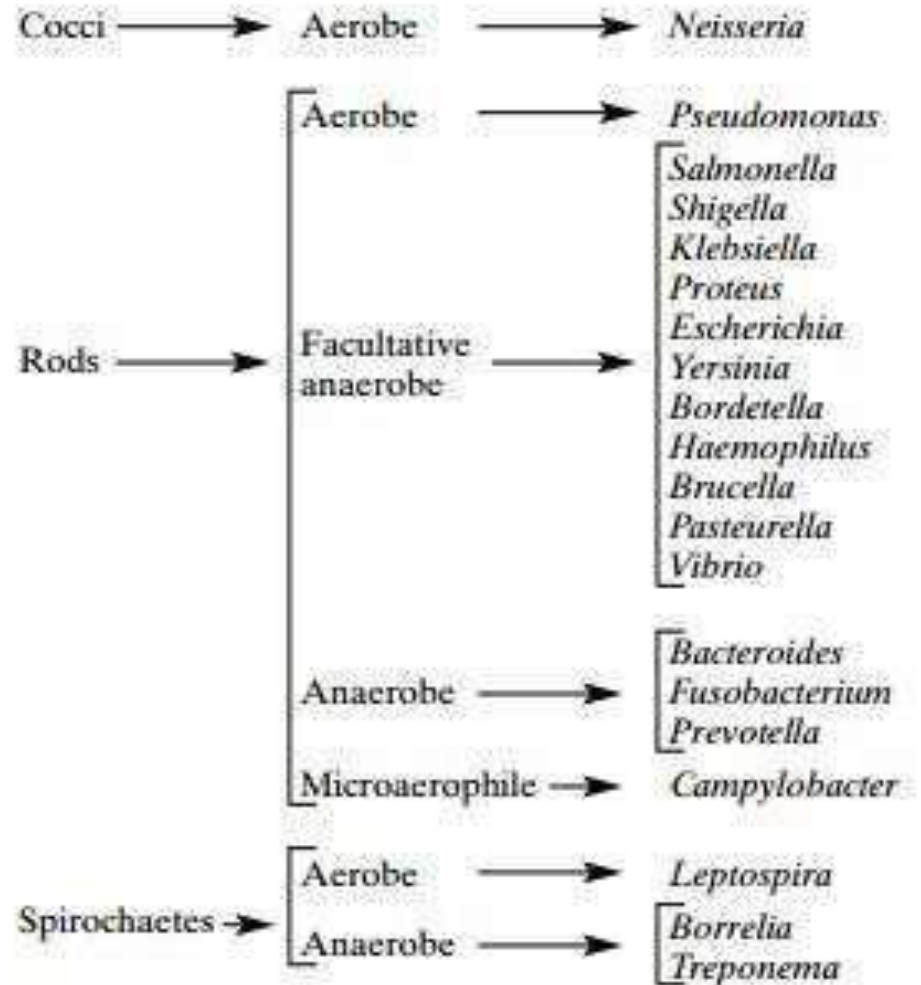 Cocci Aerobe Neisseria
Aerobe Pseudomonas
Salmonella
Shigella
Klebsiella
Proteus
Escherichia
Rods Facultative
anaerobe
Yersinia
Bordetella
Haemophilus
Brucella
Pasteurella
Vibrio
Bacteroides
Anaerobe Fusobacterium
Prevotella
Microaerophile Campylobacter
Aerobe Leptospira
Spirochaetes
Anaerobe
Borrelia
Treponema